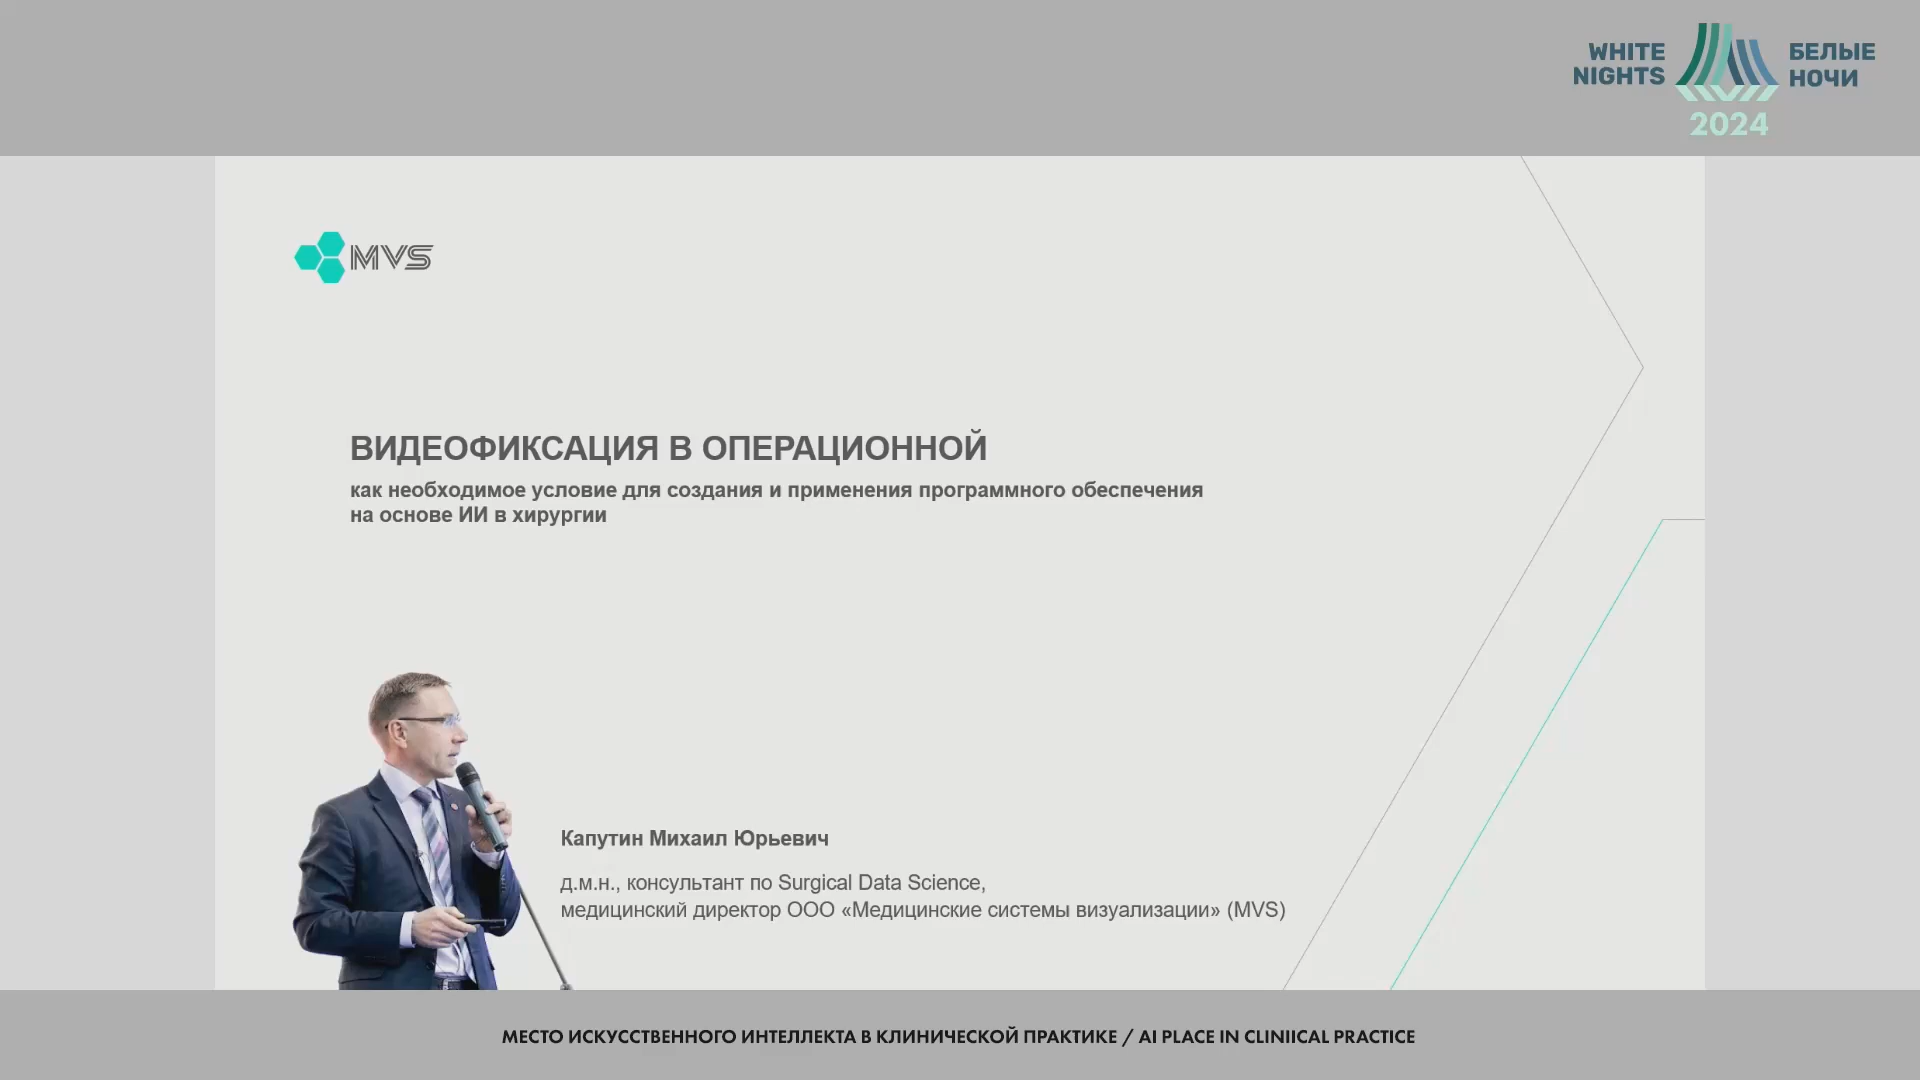 WHITE
NIGHTS
БЕЛЫЕ
НОЧИ
2024
MVS
ВИДЕОФИКСАЦИЯ В ОПЕРАЦИОННОЙ
как необходимое условие для создания и применения программного обеспечения
на основе ИИ в хирургии
Капутин Михаил Юрьевич
д.м.н., консультант по Surgical Data Science,
медицинский директор ООО «Медицинские системы визуализации» (MVS)
МЕСТО ИСКУССТВЕННОГО ИНТЕЛЛЕКТА В КЛИНИЧЕСКОЙ ПРАКТИКЕ / AI PLACE IN CLINIICAL PRACTICE